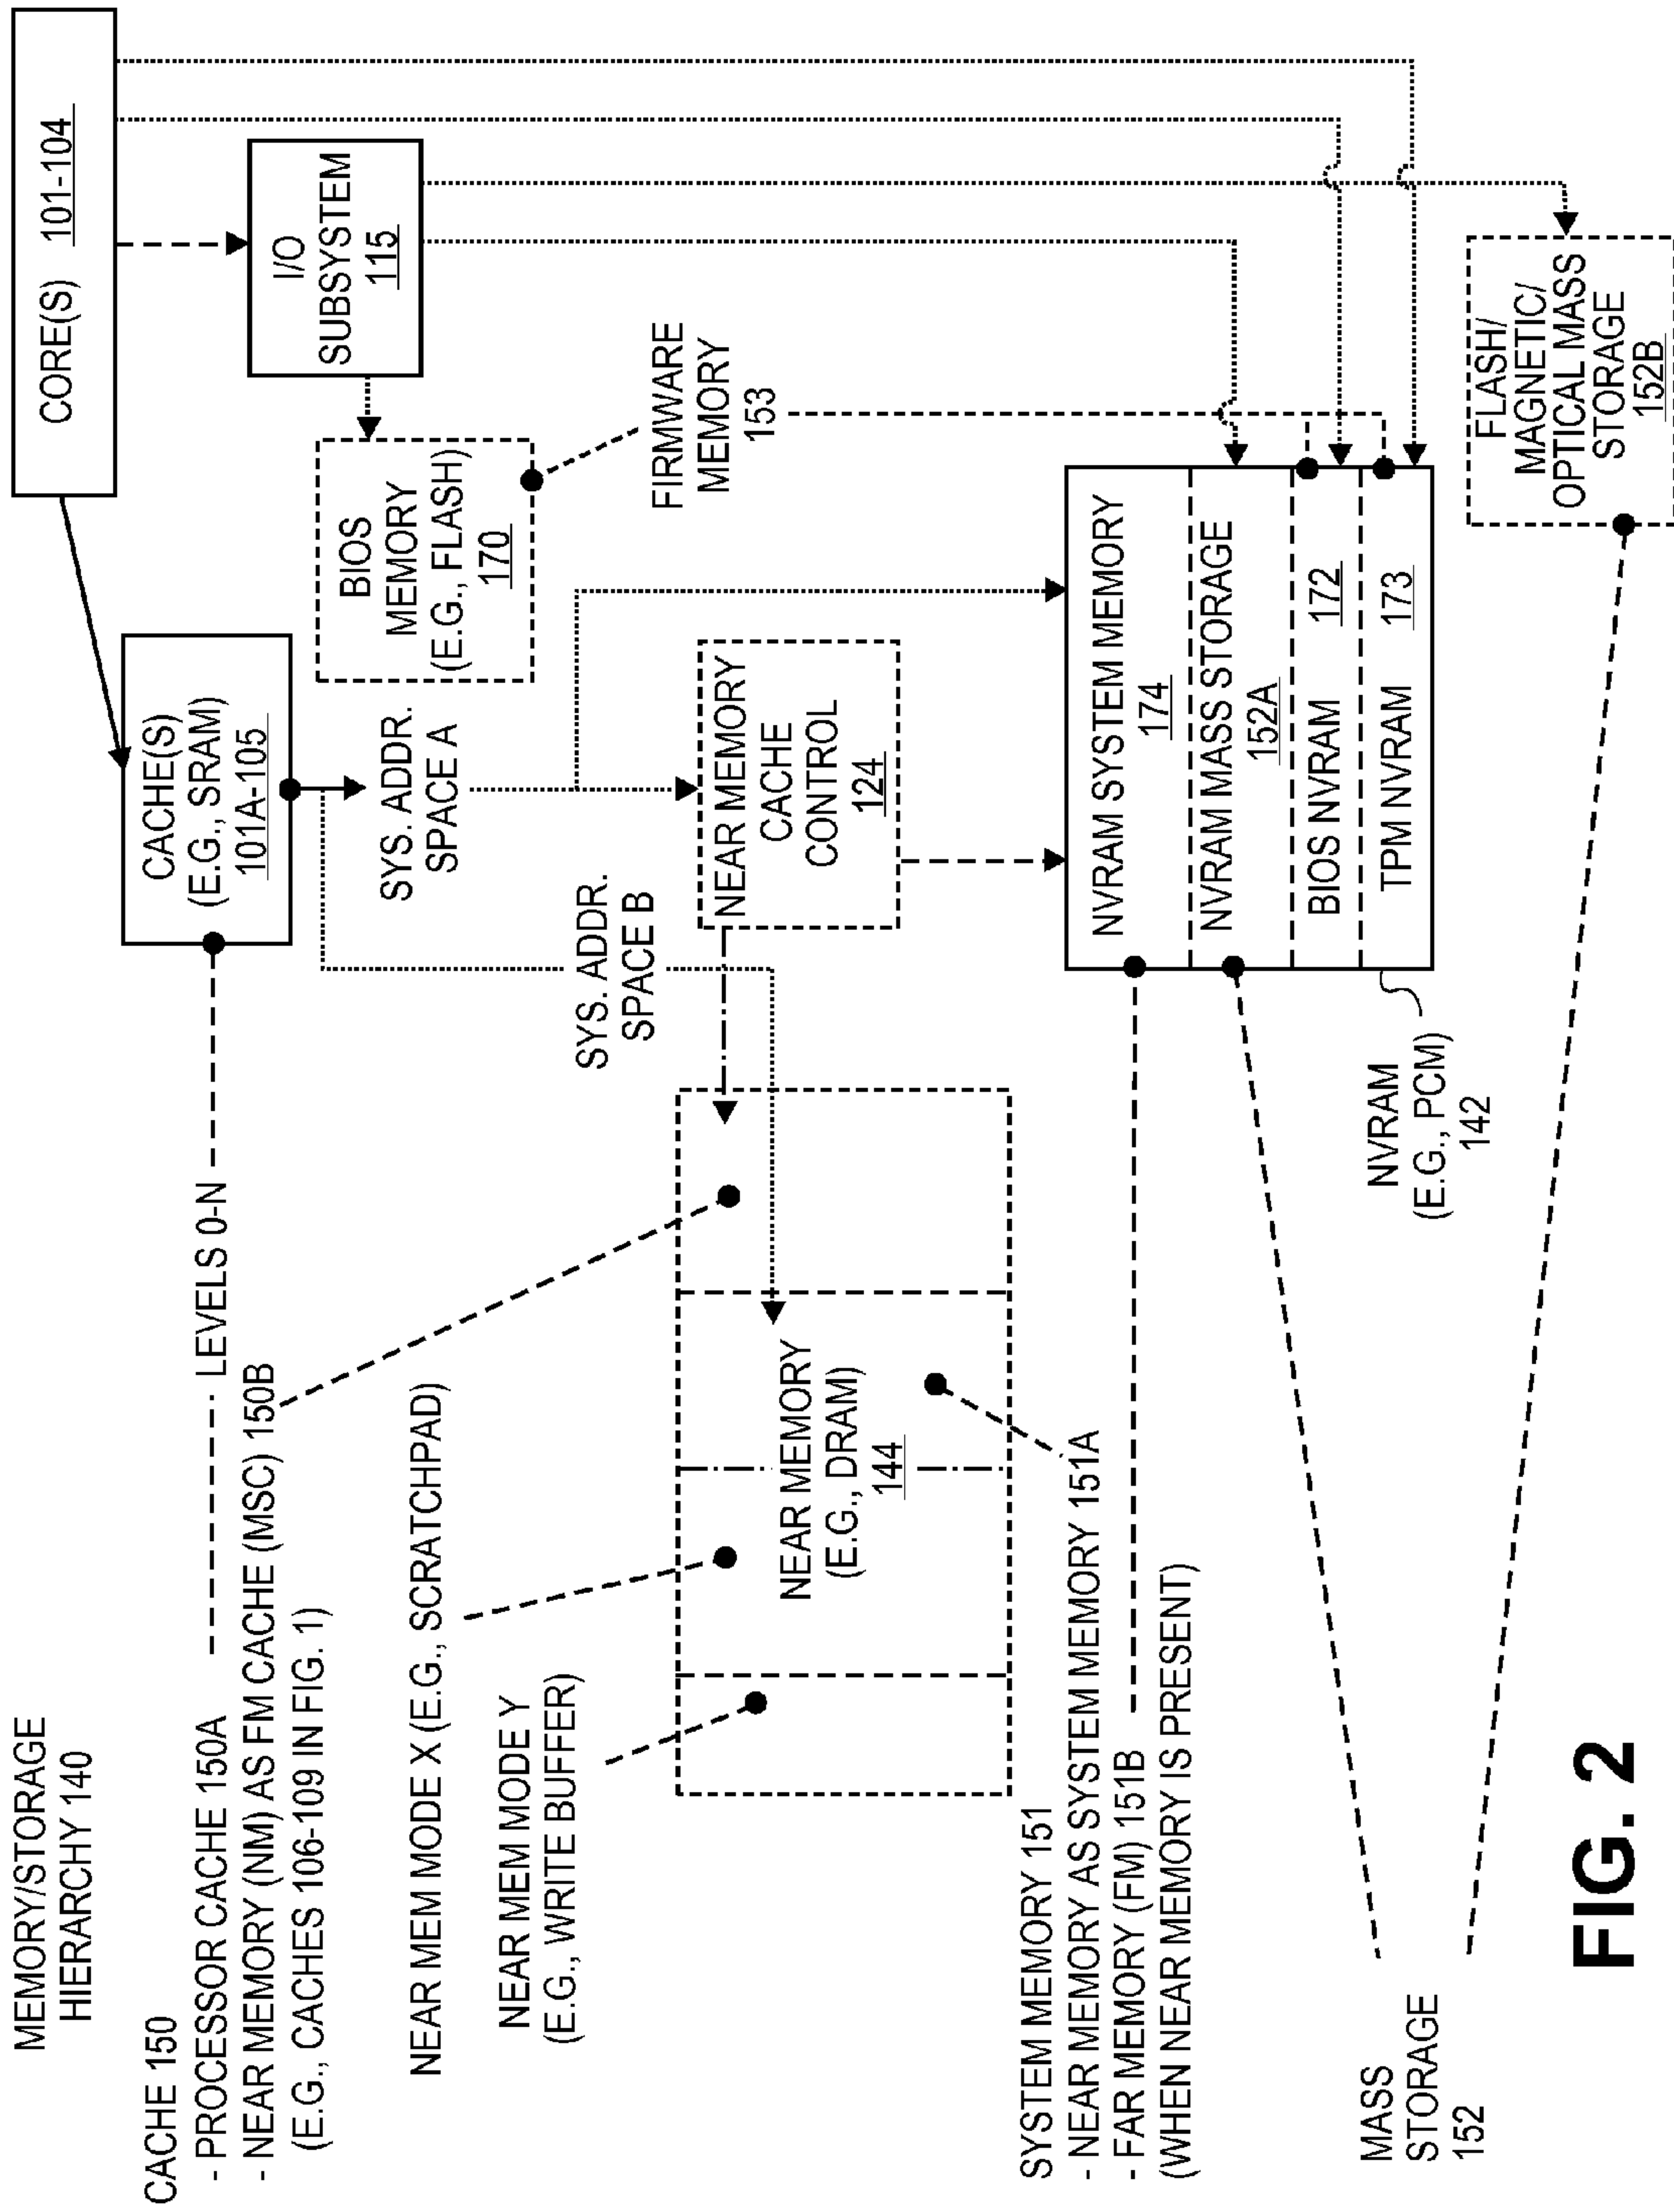 MEMORY/STORAGE
HIERARCHY 140
CACHE 150
- PROCESSOR CACHE 150A
LEVELS 0-N
- NEAR MEMORY (NM) AS FM CACHE (MSC) 150B
(E.G., CACHES 106-109 IN FIG. 1)
NEAR MEM MODE X (E.G., SCRATCHPAD)
NEAR MEM MODE Y
(E.G., WRITE BUFFER)
SYSTEM MEMORY 151
- NEAR MEMORY AS SYSTEM MEMORY 151A
- FAR MEMORY (FM) 151B
(WHEN NEAR MEMORY IS PRESENT)
MASS
STORAGE
152
CORE(S) 101-104
CACHE(S)
(E.G., SRAM)
101A-105
I/O
SUBSYSTEM
115
BIOS
MEMORY
(E.G., FLASH)
170
FIRMWARE
MEMORY
153
SYS. ADDR.
SPACE A
SYS. ADDR.
SPACE B
NEAR MEMORY
CACHE
CONTROL
124
NEAR MEMORY
(E.G., DRAM)
144
NVRAM SYSTEM MEMORY
174
NVRAM MASS STORAGE
152A
BIOS NVRAM 172
TPM NVRAM 173
NVRAM
(E.G., PCM)
142
FLASH/
MAGNETIC/
OPTICAL MASS
STORAGE
152B
FIG. 2